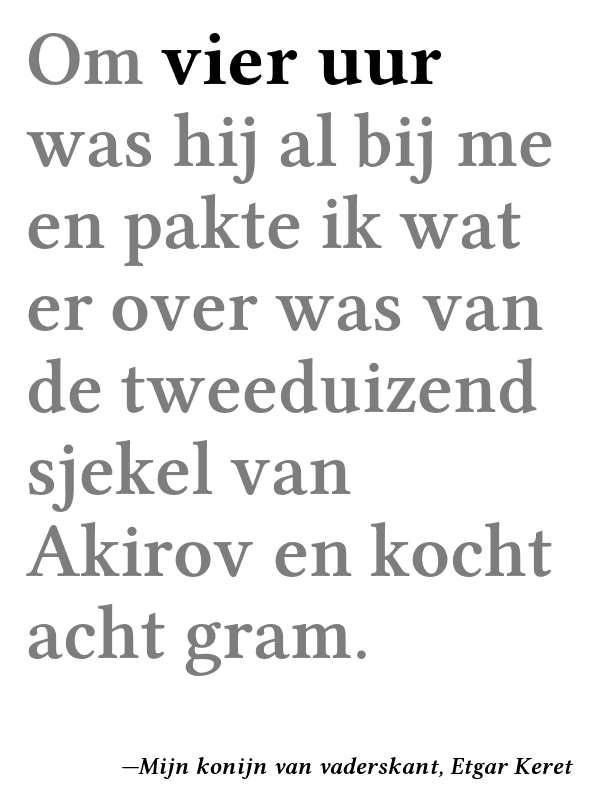 Om vier uur
was hij al bij me
en pakte ik wat
er over was van
de tweeduizend
sjekel van
Akirov en kocht
acht gram.
—Mijn konijn van vaderskant, Etgar Keret